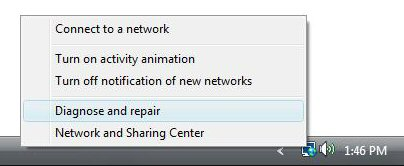 Connect to a network
Turn on activity animation
Turn off notification of new networks
Diagnose and repair
Network and Sharing Center
1:46 PM